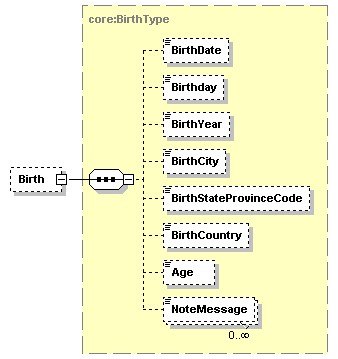 core:BirthType
BirthDate
Birthday
BirthYear
BirthCity
Birth
BirthStateProvinceCode
BirthCountry
Age
NoteMessage
0..∞